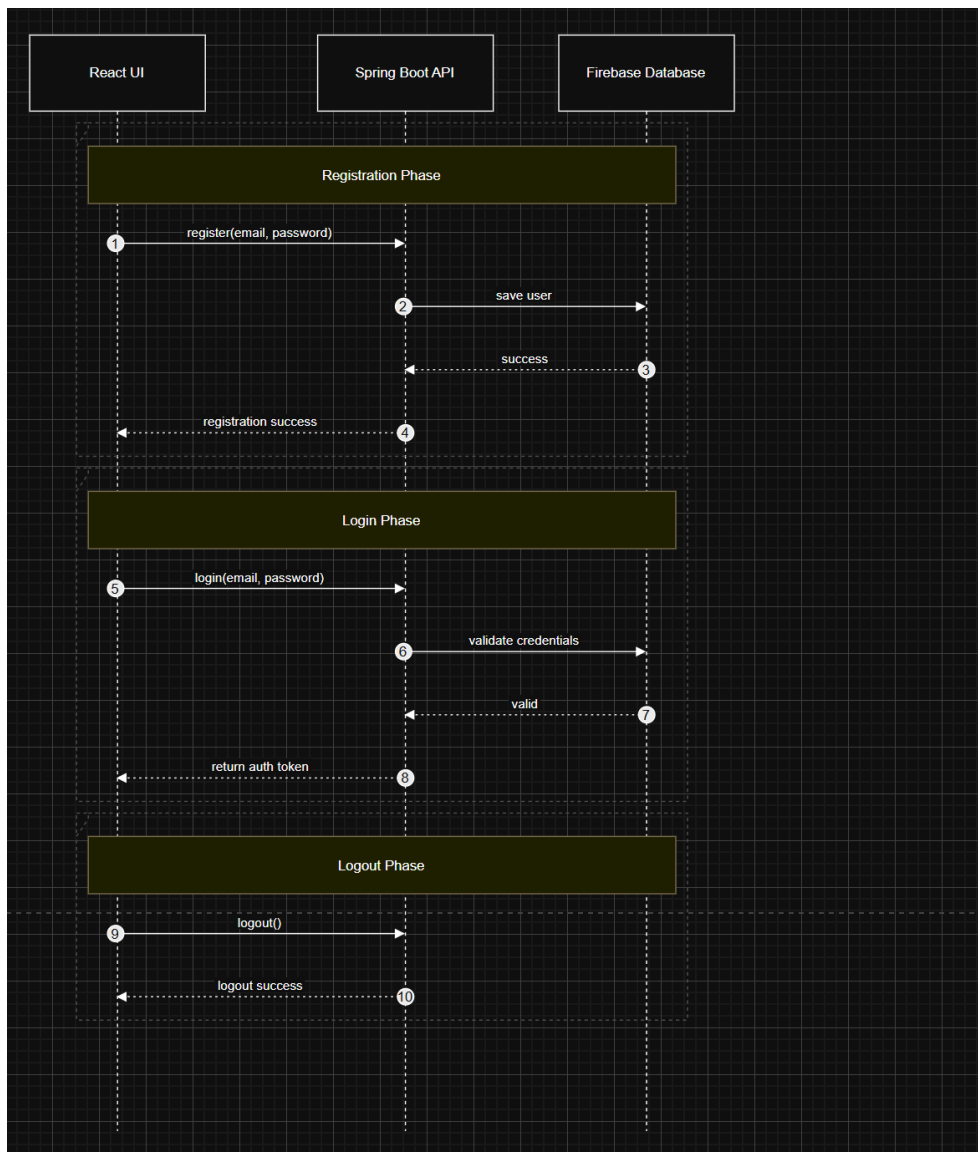 React UI
Spring Boot API
Firebase Database
Registration Phase
register(email, password)
1
save user
2
success
3
registration success
4
Login Phase
login(email, password)
5
validate credentials
6
valid
7
return auth token
8
Logout Phase
logout()
9
logout success
10